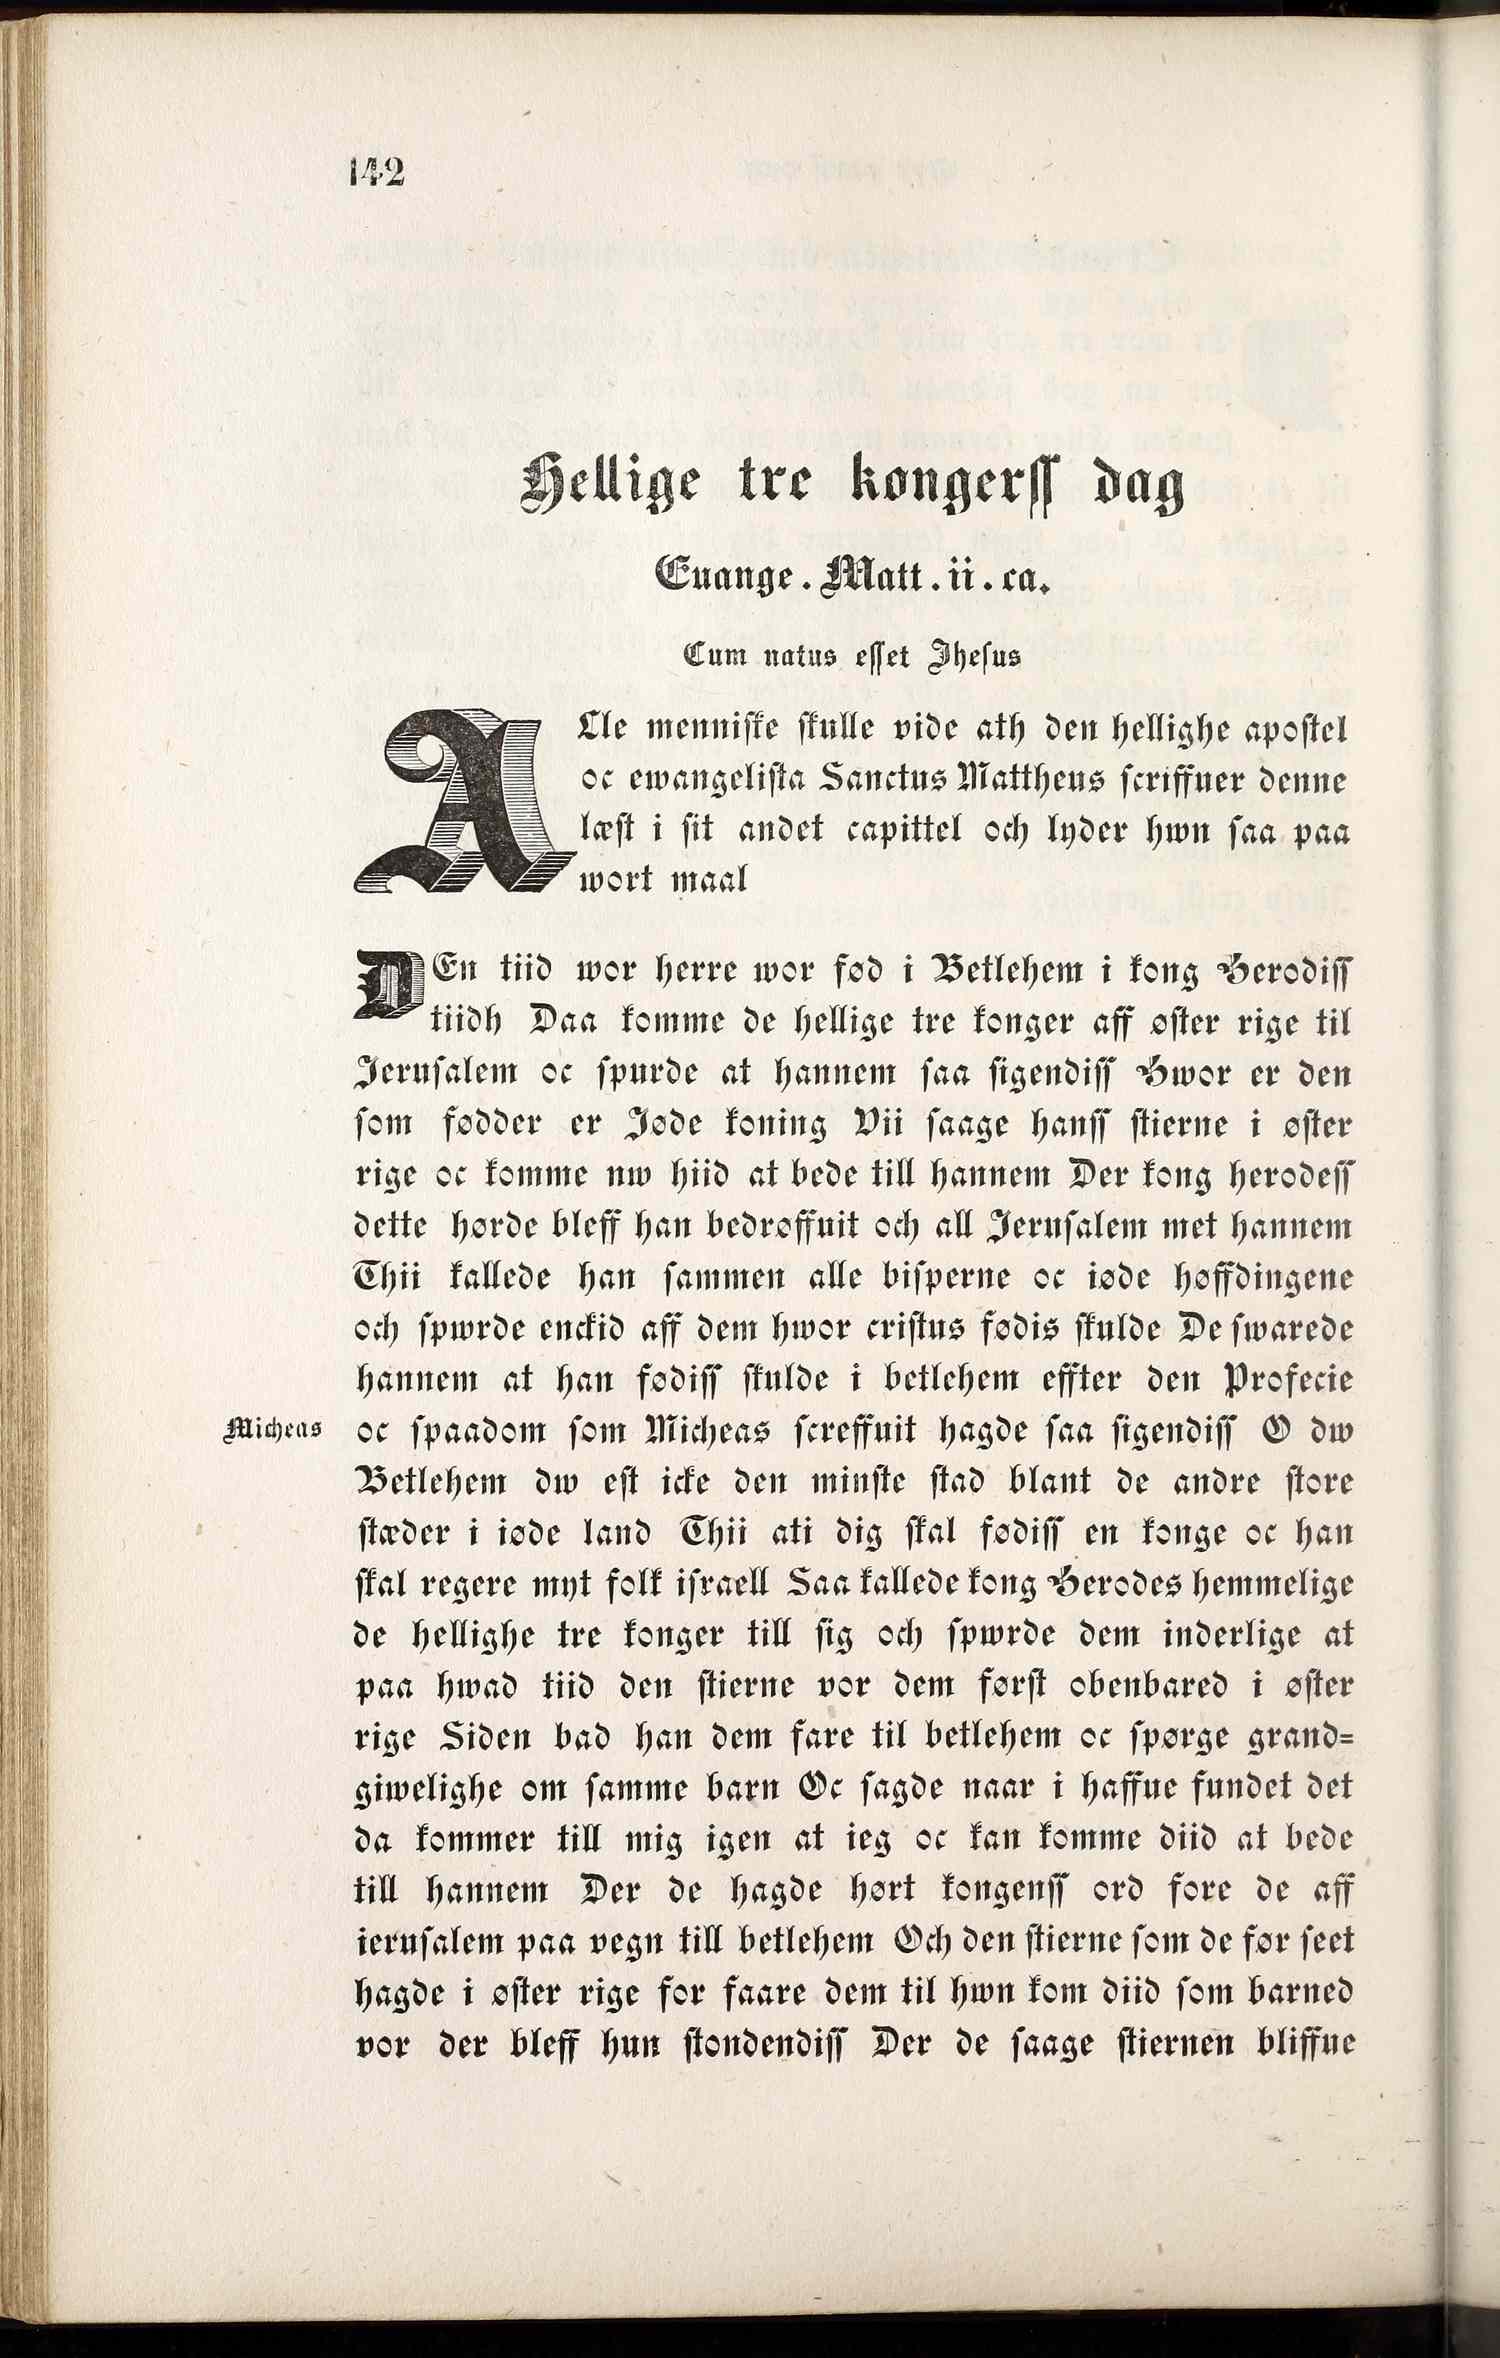 142
Hellige tre kongerſſ dag
Euange. Matt. ii. ca.
Cum natus eſſet Jheſus
ALle menniſke ſkulle vide ath den hellighe apoſtel
oc ewangeliſta Sanctus Mattheus ſcriffuer denne
læſt i ſit andet capittel och lyder hwn ſaa paa
wort maal
DEn tiid wor herre wor fød i Betlehem i kong Herodiſſ
tiidh Daa komme de hellige tre konger aff øſter rige til
Jeruſalem oc ſpurde at hannem ſaa ſigendiſſ Hwor er den
ſom fødder er Jøde koning Vii ſaage hanſſ ſtierne i øſter
rige oc komme nw hiid at bede till hannem Der kong herodeſſ
dette hørde bleff han bedrøffuit och all Jeruſalem met hannem
Thii kallede han ſammen alle biſperne oc iøde høffdingene
och ſpwrde enckid aff dem hwor criſtus fødis ſkulde De ſwarede
hannem at han fødiſſ ſkulde i betlehem effter den Profecie
Micheas oc ſpaadom ſom Micheas ſcreffuit hagde ſaa ſigendiſſ O dw
Betlehem dw eſt icke den minſte ſtad blant de andre ſtore
ſtæder i iøde land Thii ati dig ſkal fødiſſ en konge oc han
ſkal regere myt folk iſraell Saa kallede kong Herodes hemmelige
de hellighe tre konger till ſig och ſpwrde dem inderlige at
paa hwad tiid den ſtierne vor dem førſt obenbared i øſter
rige Siden bad han dem fare til betlehem oc ſpørge grand=
giwelighe om ſamme barn Oc ſagde naar i haffue fundet det
da kommer till mig igen at ieg oc kan komme diid at bede
till hannem Der de hagde hørt kongenſſ ord fore de aff
ieruſalem paa vegn till betlehem Och den ſtierne ſom de før ſeet
hagde i øſter rige for faare dem til hwn kom diid ſom barned
vor der bleff hun ſtondendiſſ Der de ſaage ſtiernen bliffue